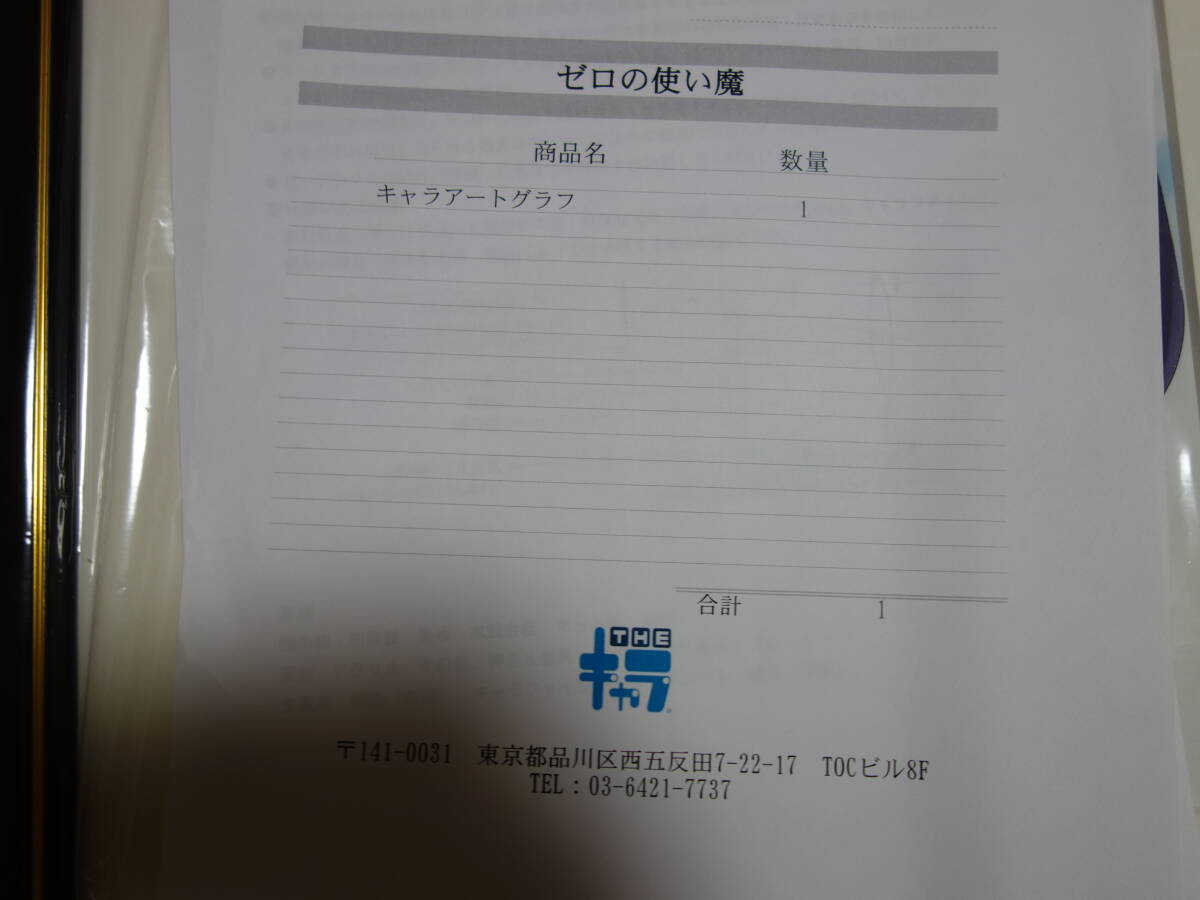 ゼロの使い魔
商品名 数量
キャラアートグラフ 1
合計 1
THE
キャラ
〒141-0031 東京都品川区西五反田7-22-17 TOCビル8F
TEL：03-6421-7737